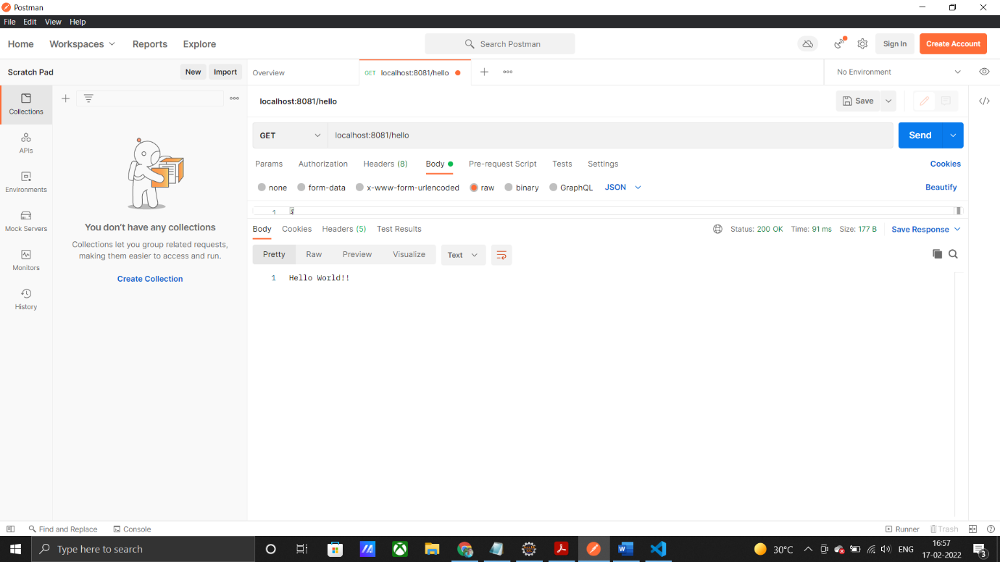 Postman
File Edit View Help
Home Workspaces Reports Explore
Search Postman
Sign In Create Account
Scratch Pad New Import
Overview GET localhost:8081/hello
No Environment
Collections
APIs
Environments
Mock Servers
Monitors
History
You don't have any collections
Collections let you group related requests,
making them easier to access and run.
Create Collection
localhost:8081/hello Save
GET localhost:8081/hello Send
Params Authorization Headers (8) Body Pre-request Script Tests Settings Cookies
none form-data x-www-form-urlencoded raw binary GraphQL JSON Beautify
1 {
Body Cookies Headers (5) Test Results Status: 200 OK Time: 91 ms Size: 177 B Save Response
Pretty Raw Preview Visualize Text
1 Hello World!!
Find and Replace Console Runner Trash
Type here to search
30°C ENG
16:57
17-02-2022
3